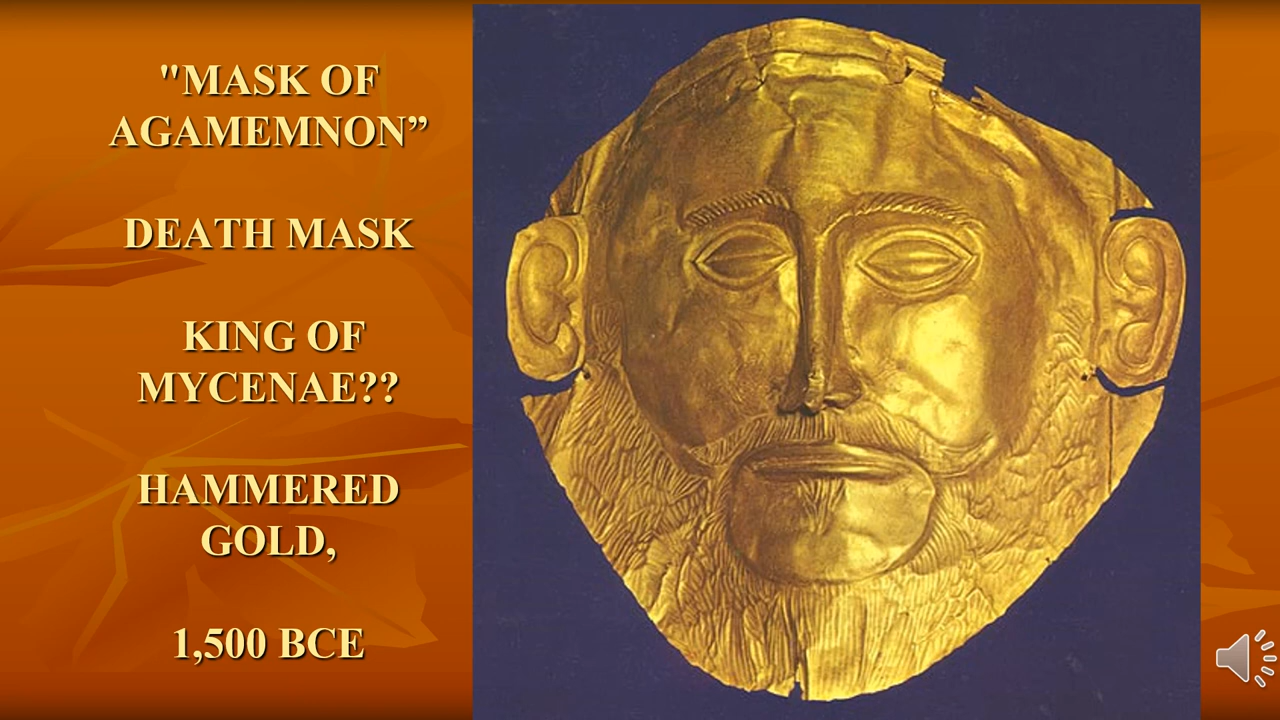 "MASK OF
AGAMEMNON”
DEATH MASK
KING OF
MYCENAE??
HAMMERED
GOLD,
1,500 BCE